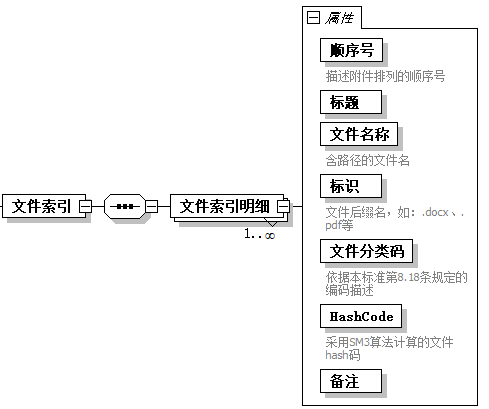 属性
顺序号
描述附件排列的顺序号
标题
文件名称
含路径的文件名
文件索引
文件索引明细
1..∞
标识
文件后缀名，如：.docx、.
pdf等
文件分类码
依据本标准第8.18条规定的
编码描述
HashCode
采用SM3算法计算的文件
hash码
备注